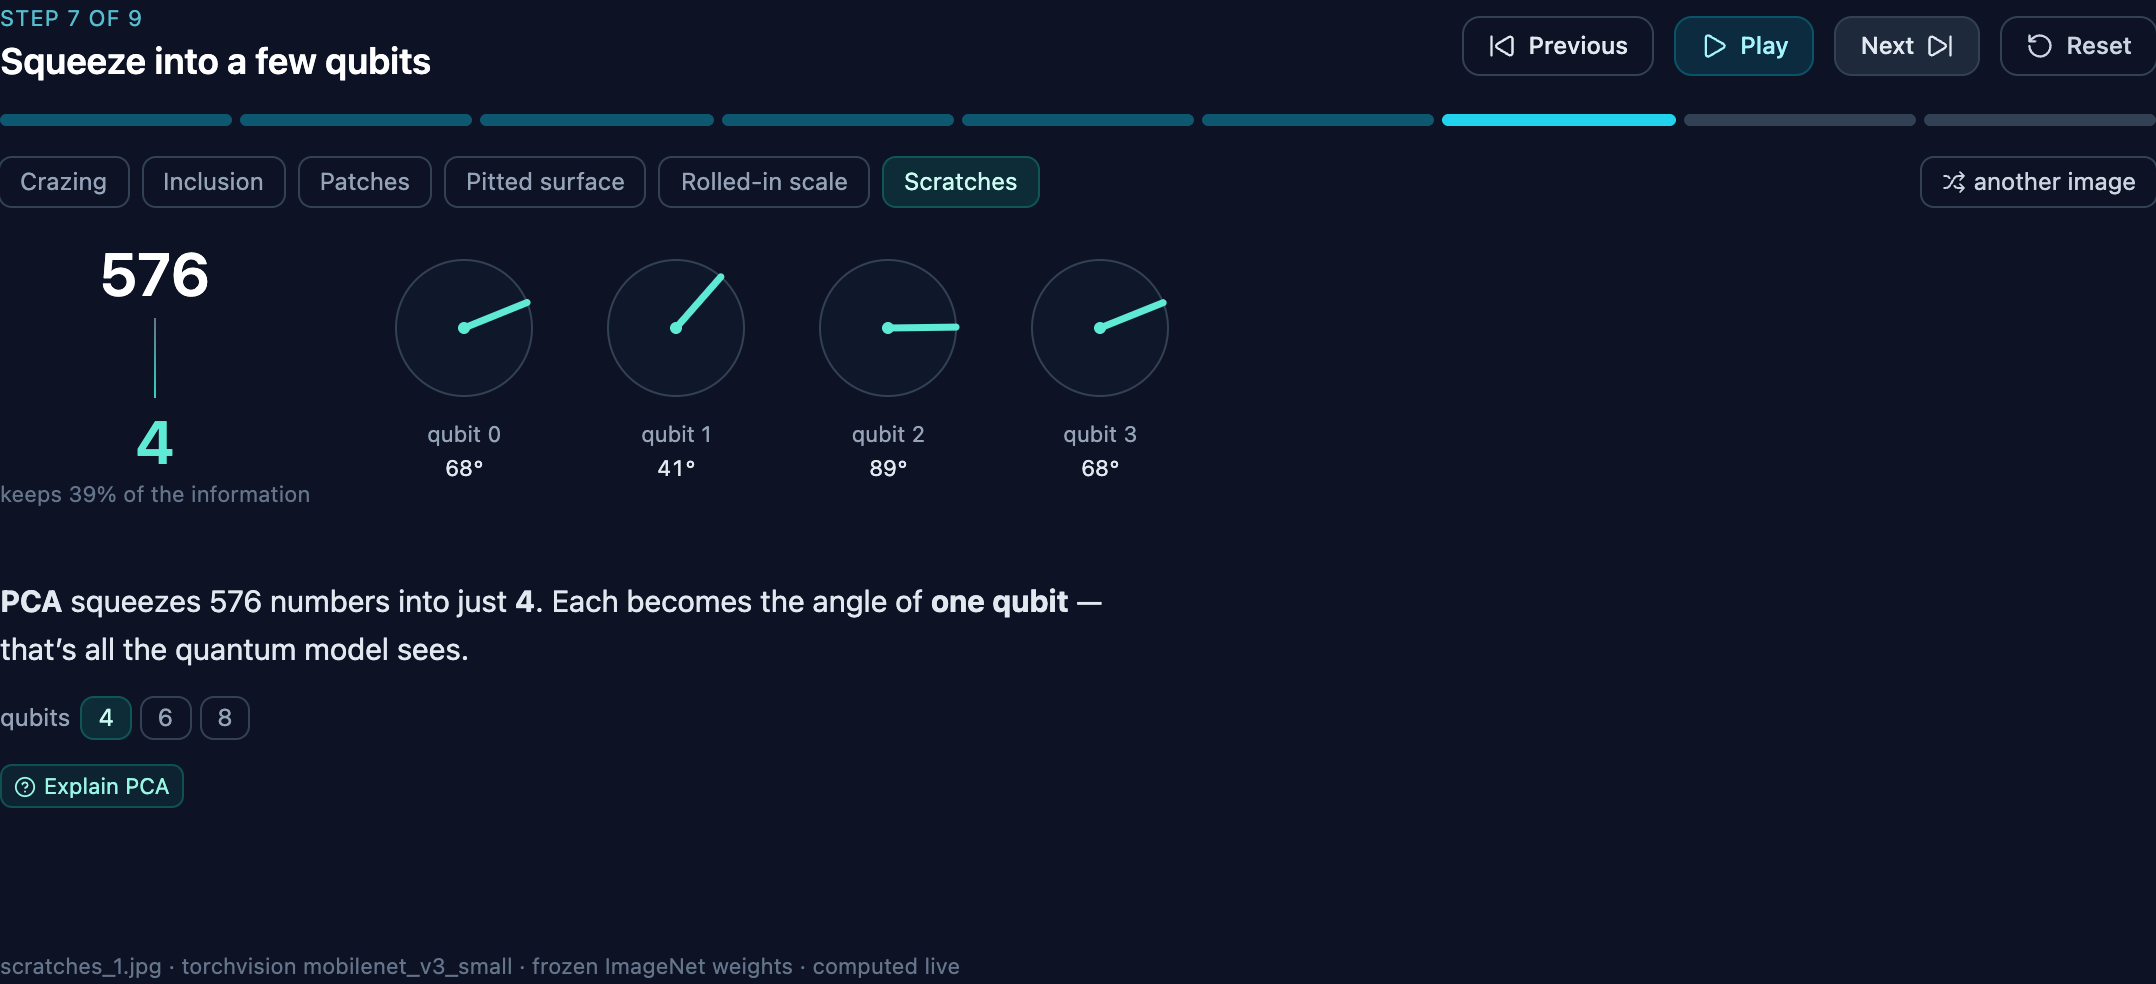 STEP 7 OF 9
Squeeze into a few qubits
Previous
Play
Next
Reset
Crazing
Inclusion
Patches
Pitted surface
Rolled-in scale
Scratches
another image
576
4
keeps 39% of the information
qubit 0
68°
qubit 1
41°
qubit 2
89°
qubit 3
68°
PCA squeezes 576 numbers into just 4. Each becomes the angle of one qubit —
that’s all the quantum model sees.
qubits 4 6 8
Explain PCA
scratches_1.jpg · torchvision mobilenet_v3_small · frozen ImageNet weights · computed live